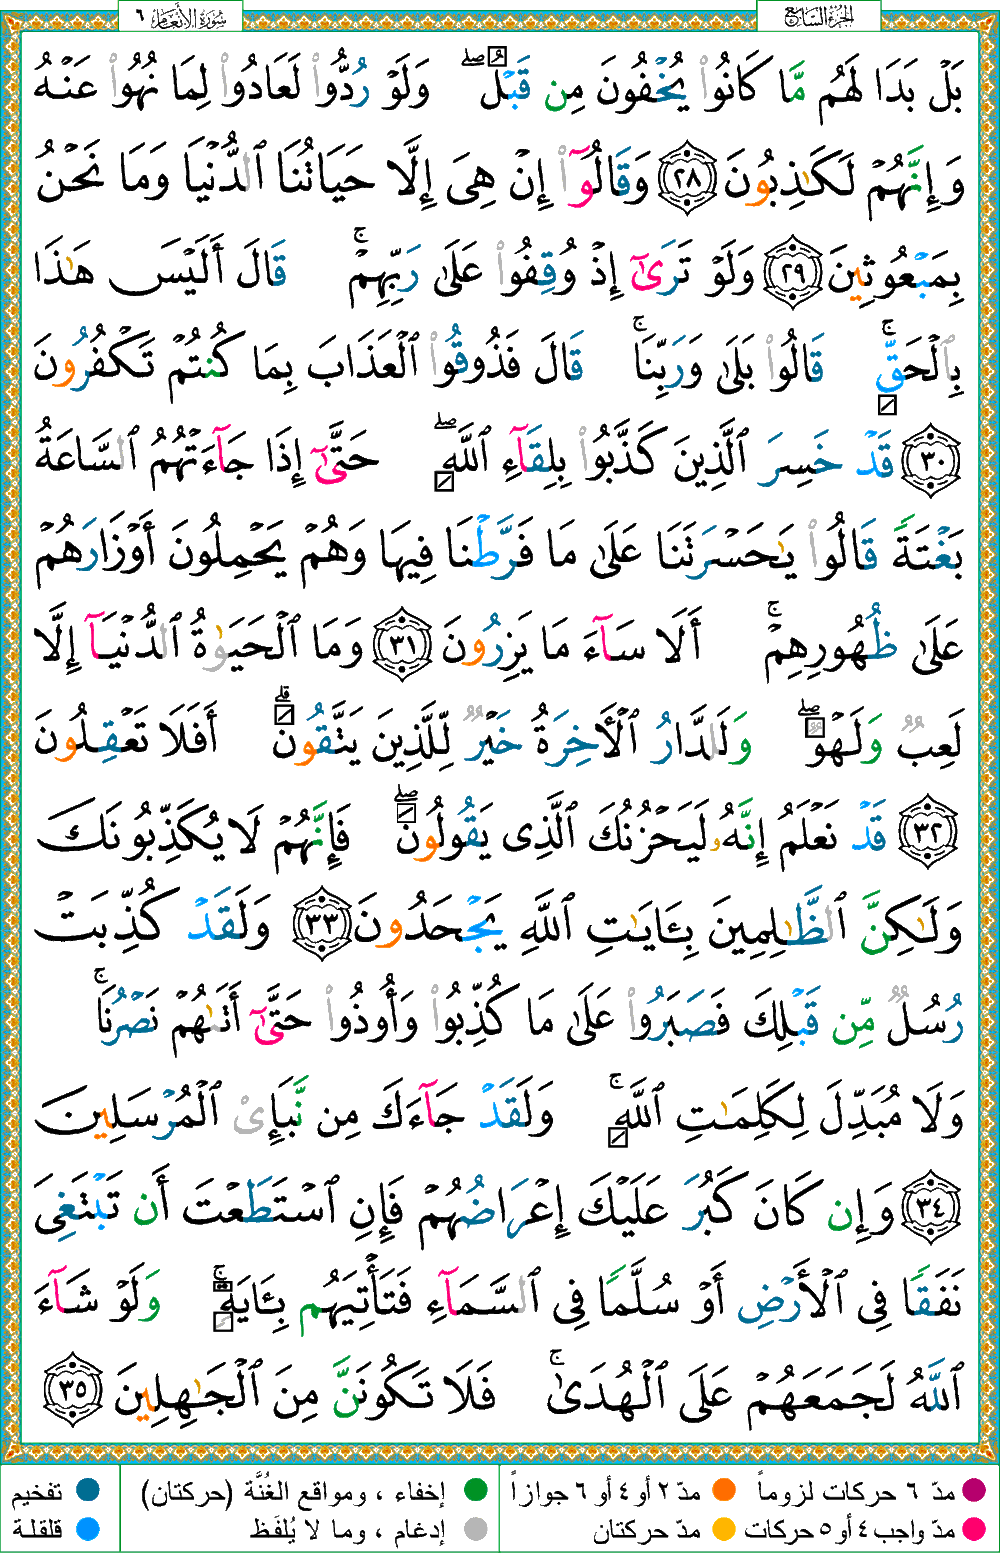 الجزء السابع
سورة الأنعام ٦
بَلْ بَدَا لَهُم مَّا كَانُوا۟ يُخْفُونَ مِن قَبْلُ ۖ وَلَوْ رُدُّوا۟ لَعَادُوا۟ لِمَا نُهُوا۟ عَنْهُ
وَإِنَّهُمْ لَكَـٰذِبُونَ ٢٨ وَقَالُوٓا۟ إِنْ هِىَ إِلَّا حَيَاتُنَا ٱلدُّنْيَا وَمَا نَحْنُ
بِمَبْعُوثِينَ ٢٩ وَلَوْ تَرَىٰٓ إِذْ وُقِفُوا۟ عَلَىٰ رَبِّهِمْ ۚ قَالَ أَلَيْسَ هَـٰذَا
بِٱلْحَقِّ ۚ قَالُوا۟ بَلَىٰ وَرَبِّنَا ۚ قَالَ فَذُوقُوا۟ ٱلْعَذَابَ بِمَا كُنتُمْ تَكْفُرُونَ
٣٠ قَدْ خَسِرَ ٱلَّذِينَ كَذَّبُوا۟ بِلِقَآءِ ٱللَّهِ ۖ حَتَّىٰٓ إِذَا جَآءَتْهُمُ ٱلسَّاعَةُ
بَغْتَةً قَالُوا۟ يَـٰحَسْرَتَنَا عَلَىٰ مَا فَرَّطْنَا فِيهَا وَهُمْ يَحْمِلُونَ أَوْزَارَهُمْ
عَلَىٰ ظُهُورِهِمْ ۚ أَلَا سَآءَ مَا يَزِرُونَ ٣١ وَمَا ٱلْحَيَوٰةُ ٱلدُّنْيَآ إِلَّا
لَعِبٌ وَلَهْوٌ ۖ وَلَلدَّارُ ٱلْأَخِرَةُ خَيْرٌ لِّلَّذِينَ يَتَّقُونَ ۗ أَفَلَا تَعْقِلُونَ
٣٢ قَدْ نَعْلَمُ إِنَّهُۥ لَيَحْزُنُكَ ٱلَّذِى يَقُولُونَ ۖ فَإِنَّهُمْ لَا يُكَذِّبُونَكَ
وَلَـٰكِنَّ ٱلظَّـٰلِمِينَ بِـَٔايَـٰتِ ٱللَّهِ يَجْحَدُونَ ٣٣ وَلَقَدْ كُذِّبَتْ
رُسُلٌ مِّن قَبْلِكَ فَصَبَرُوا۟ عَلَىٰ مَا كُذِّبُوا۟ وَأُوذُوا۟ حَتَّىٰٓ أَتَىٰهُمْ نَصْرُنَا ۚ
وَلَا مُبَدِّلَ لِكَلِمَـٰتِ ٱللَّهِ ۚ وَلَقَدْ جَآءَكَ مِن نَّبَإِى۟ ٱلْمُرْسَلِينَ
٣٤ وَإِن كَانَ كَبُرَ عَلَيْكَ إِعْرَاضُهُمْ فَإِنِ ٱسْتَطَعْتَ أَن تَبْتَغِىَ
نَفَقًا فِى ٱلْأَرْضِ أَوْ سُلَّمًا فِى ٱلسَّمَآءِ فَتَأْتِيَهُم بِـَٔايَةٍ ۚ وَلَوْ شَآءَ
ٱللَّهُ لَجَمَعَهُمْ عَلَى ٱلْهُدَىٰ ۚ فَلَا تَكُونَنَّ مِنَ ٱلْجَـٰهِلِينَ ٣٥
مدّ ٦ حركات لزوماً مدّ ٢ أو ٤ أو ٦ جوازاً إخفاء ، ومواقع الغُنَّة (حركتان) تفخيم
مدّ واجب ٤ أو ٥ حركات مدّ حركتان إدغام ، وما لا يُلفَظ قلقلة